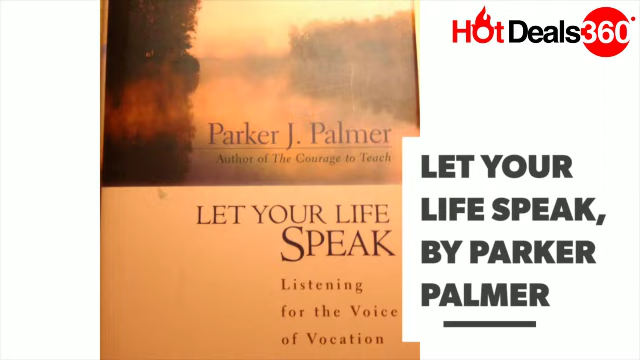 HOtDeals360°
Parker J. Palmer
Author of The Courage to Teach
LET YOUR LIFE
SPEAK
Listening
for the Voice
of Vocation
LET YOUR
LIFE SPEAK,
BY PARKER
PALMER